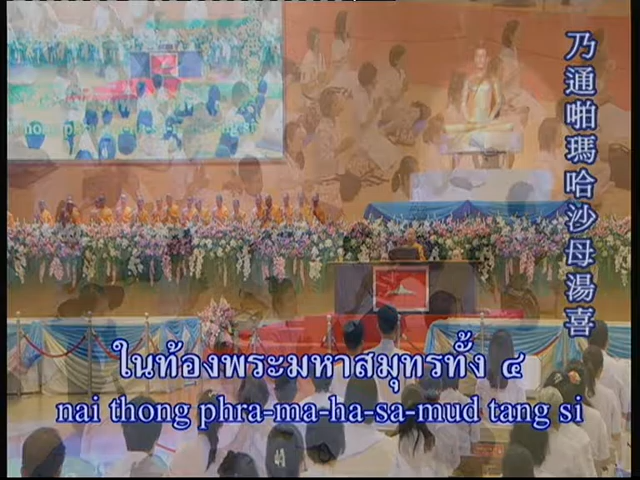 乃通啪瑪哈沙母湯喜
ในท้องพระมหาสมุทรทั้ง ๔
nai thong phra-ma-ha-sa-mud tang si